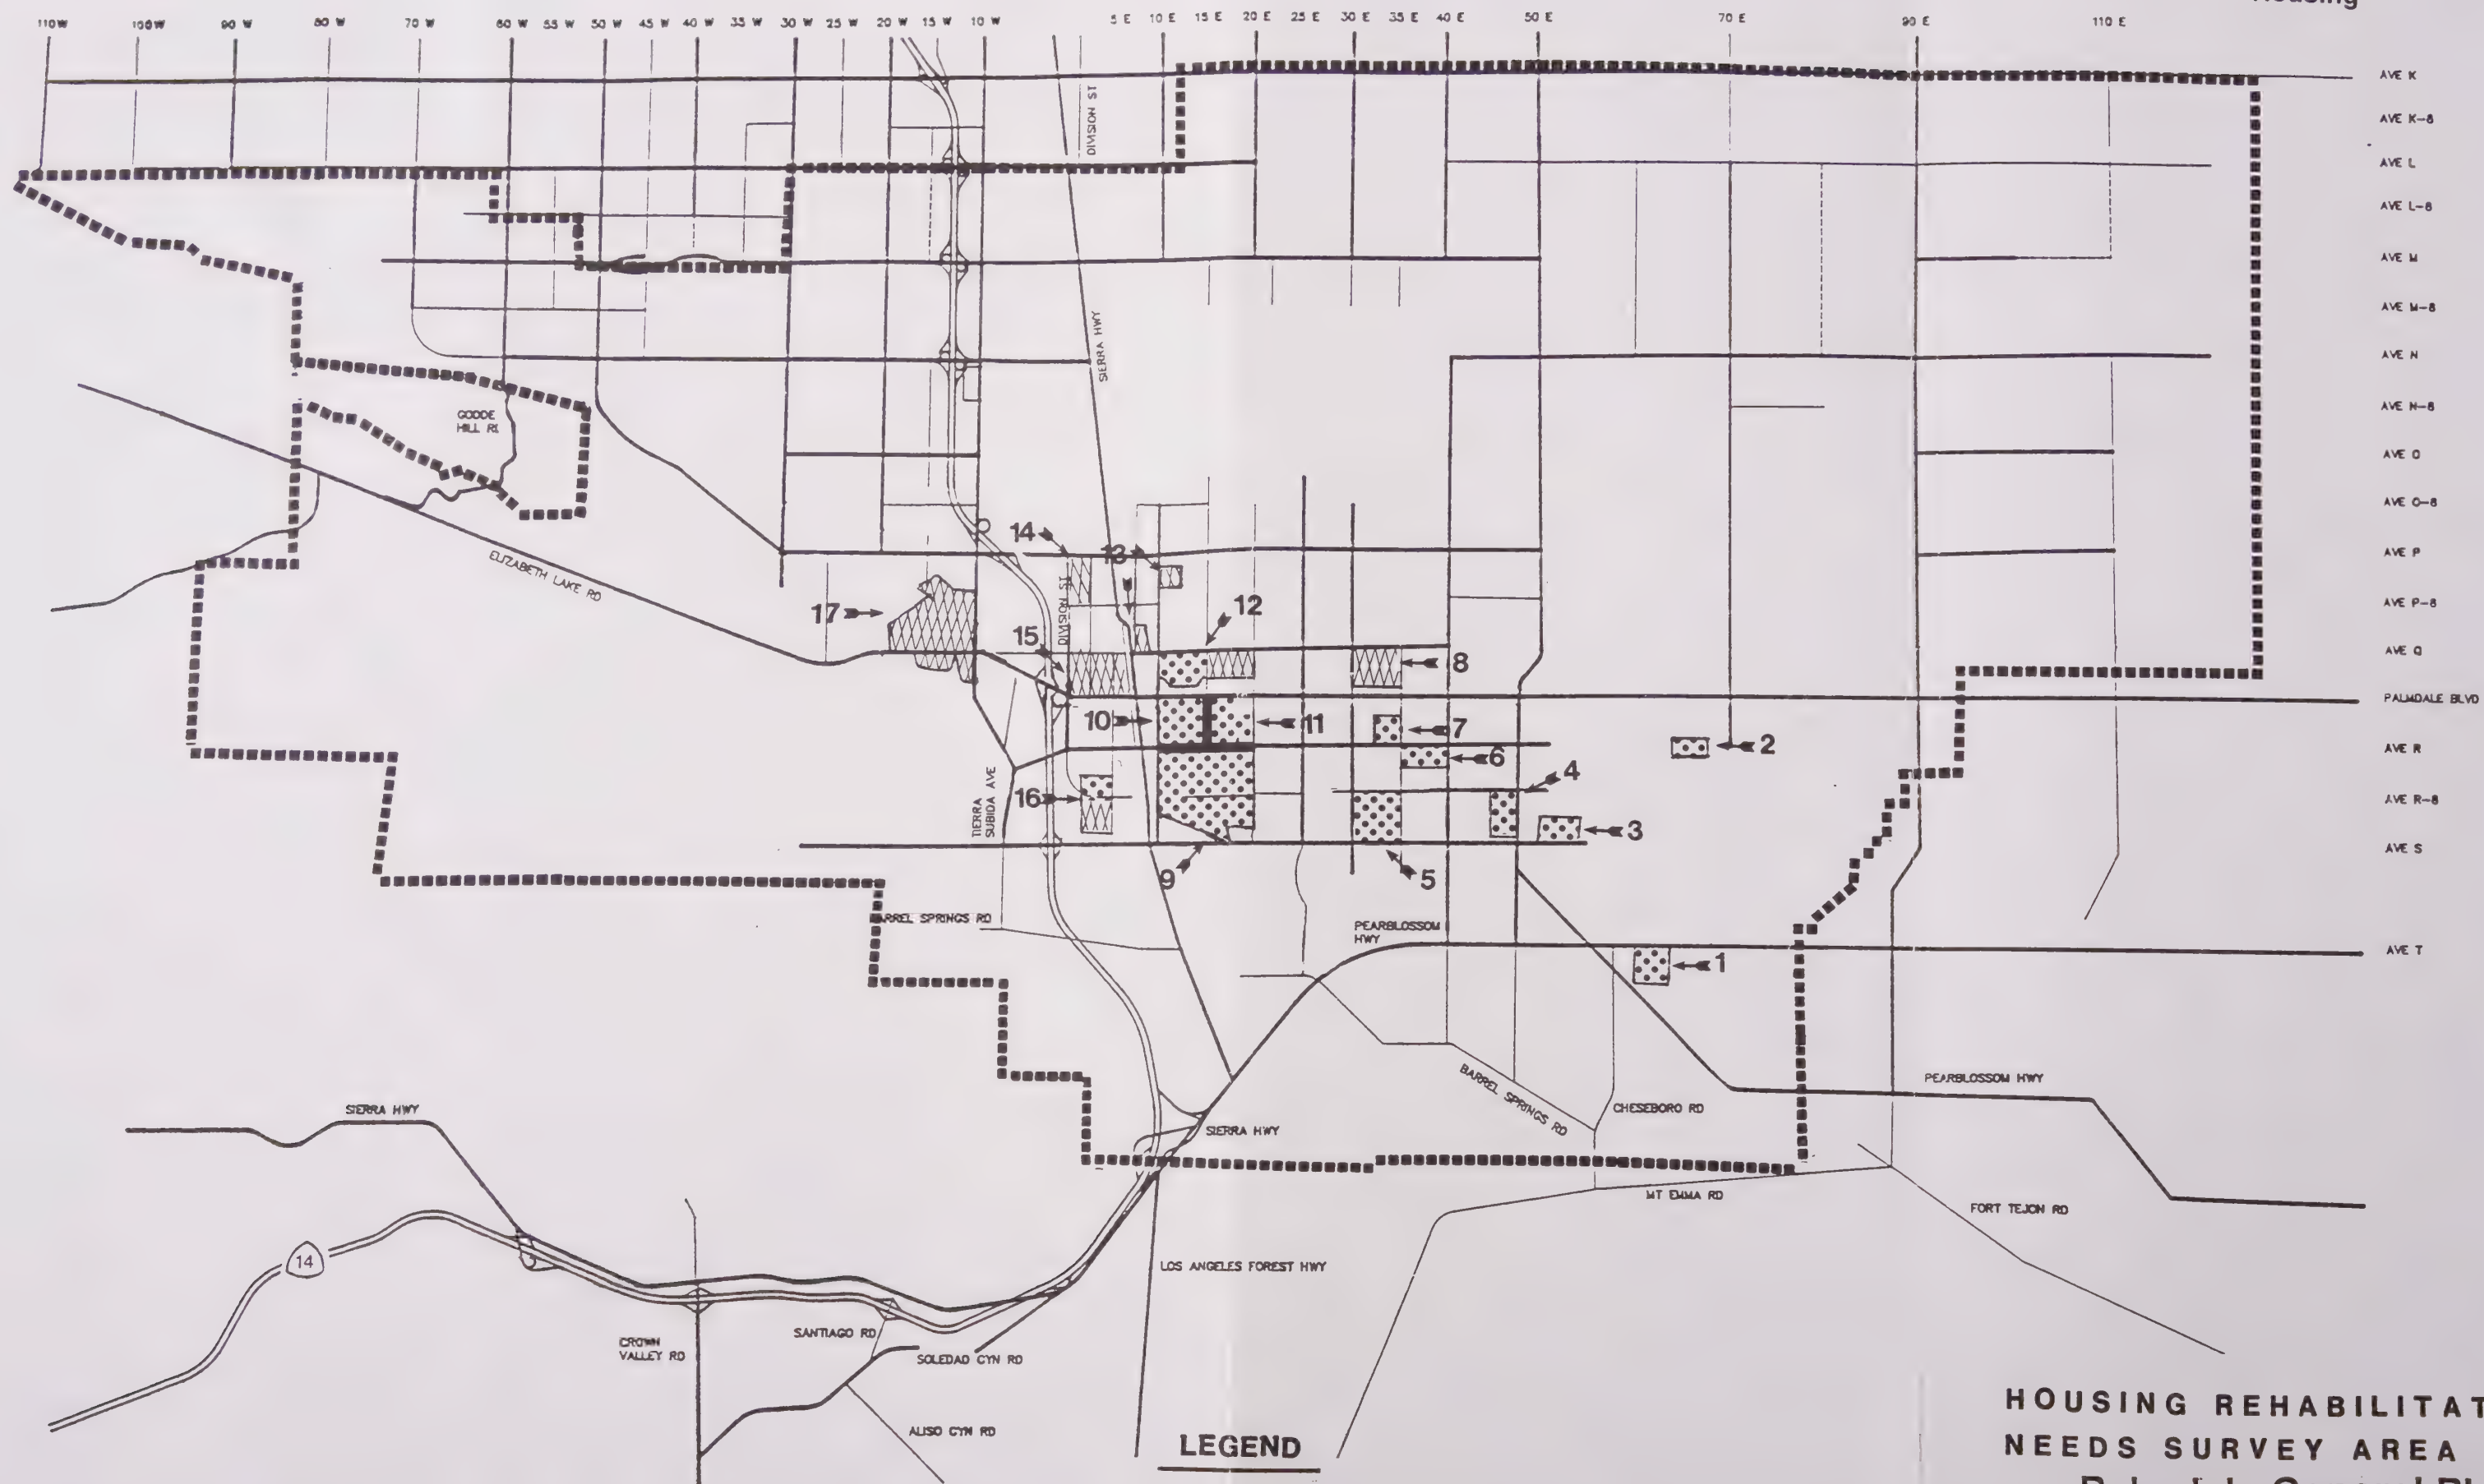 Housing
110W 100W 90 W 80 W 70 W 60 W 55 W 50 W 45 W 40 W 35 W 30 W 25 W 20 W 15 W 10 W 5 E 10 E 15 E 20 E 25 E 30 E 35 E 40 E 50 E 70 E 90 E 110 E
AVE K
DIVISION ST
AVE K-8
AVE L
AVE L-8
AVE M
AVE M-8
SIERRA HWY
AVE N
AVE N-8
GODDE
HILL
AVE O
AVE O-8
14
13
AVE P
ELIZABETH LAKE RD
DIVISION ST
AVE P-8
17
12
15
AVE Q
8
PALMDALE BLVD
10
11
7
2
AVE R
6
4
16
TIERRA
SUBIDA AVE
AVE R-8
3
AVE S
9
5
BARREL SPRINGS RD
PEARBLOSSOM
HWY
AVE T
1
BARREL SPRINGS RD
PEARBLOSSOM HWY
CHESEBORO RD
SIERRA HWY
SIERRA HWY
MT EMMA RD
FORT TEJON RD
14
LOS ANGELES FOREST HWY
CROWN
VALLEY RD
SANTIAGO RD
SOLEDAD CYN RD
ALISO CYN RD
LEGEND
HOUSING REHABILITAT
NEEDS SURVEY AREA